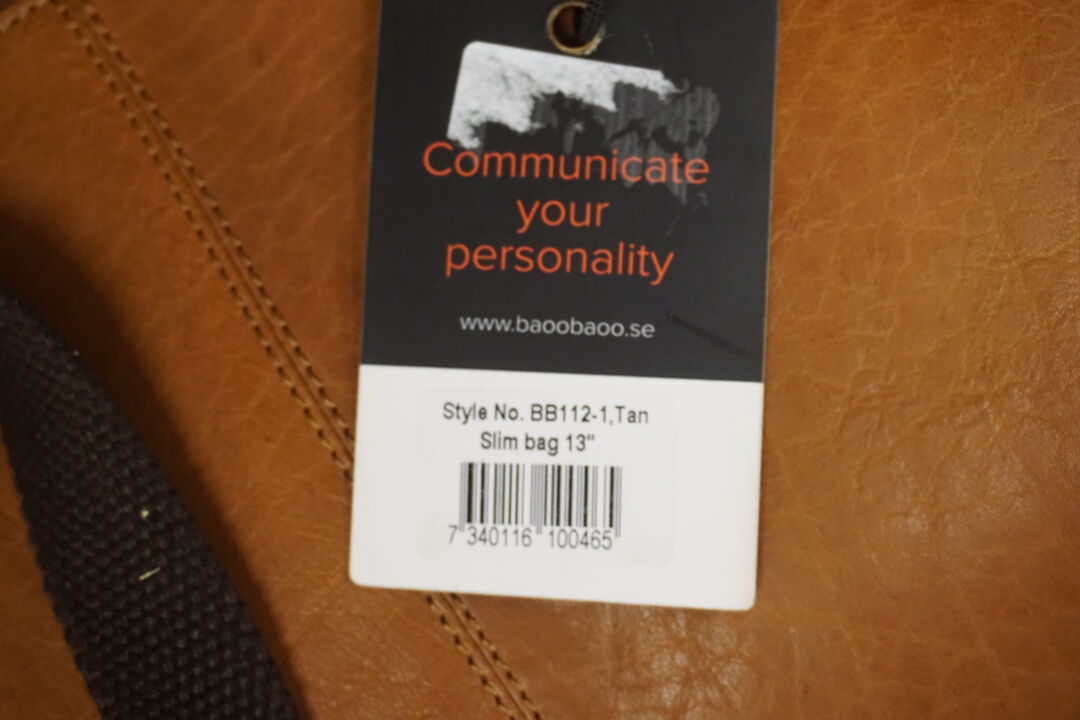 Communicate
your
personality
www.baoobaoo.se
Style No. BB112-1,Tan
Slim bag 13"
7 340116 100465